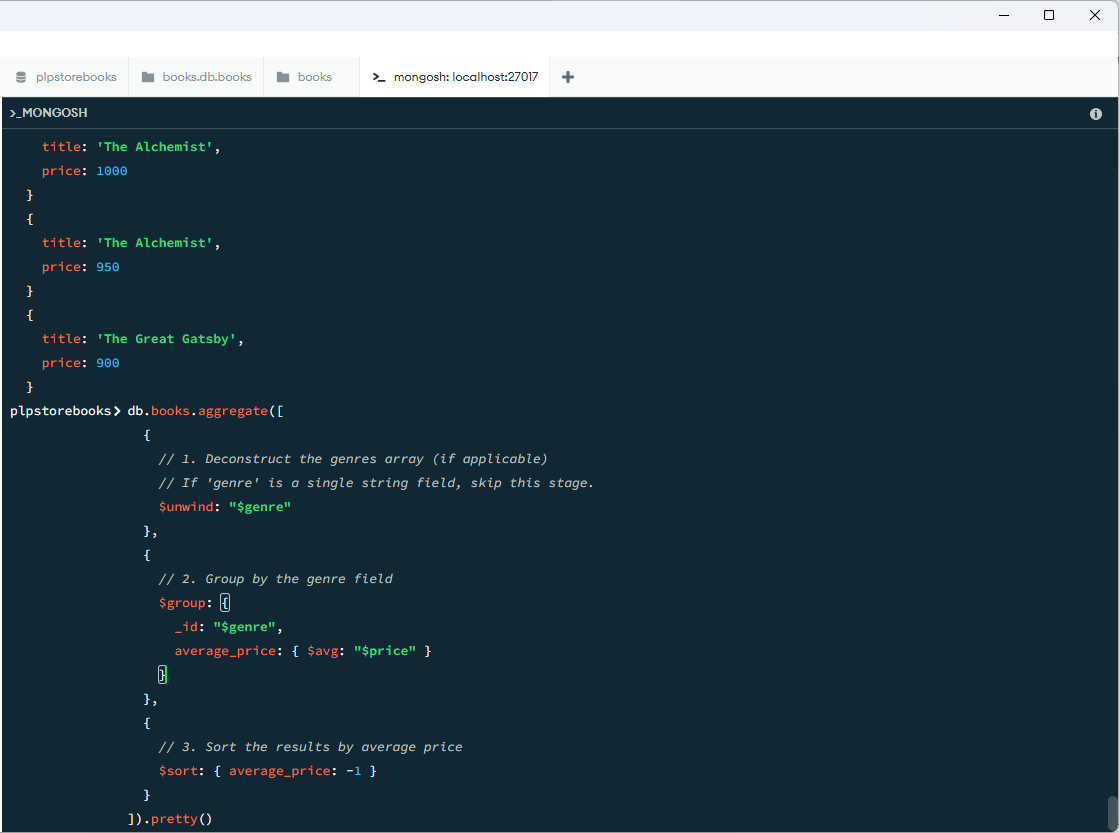 plpstorebooks books.db.books books >_ mongosh: localhost:27017 +
>_MONGOSH
title: 'The Alchemist',
price: 1000
}
{
title: 'The Alchemist',
price: 950
}
{
title: 'The Great Gatsby',
price: 900
}
plpstorebooks> db.books.aggregate([
{
// 1. Deconstruct the genres array (if applicable)
// If 'genre' is a single string field, skip this stage.
$unwind: "$genre"
},
{
// 2. Group by the genre field
$group: {
_id: "$genre",
average_price: { $avg: "$price" }
}
},
{
// 3. Sort the results by average price
$sort: { average_price: -1 }
}
]).pretty()